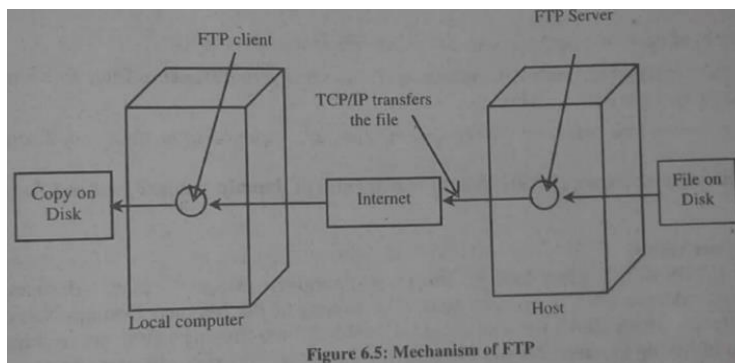 FTP Server
FTP client
TCP/IP transfers
the file
Copy on
Disk
Internet
File on
Disk
Local computer
Host
Figure 6.5: Mechanism of FTP